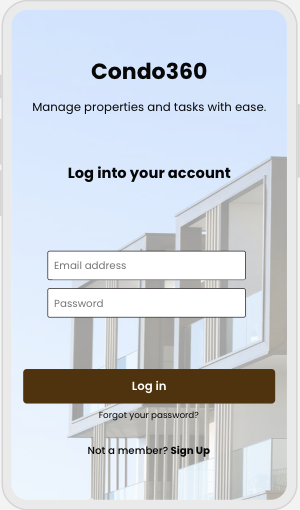 Condo360
Manage properties and tasks with ease.
Log into your account
Email address
Password
Log in
Forgot your password?
Not a member? Sign Up